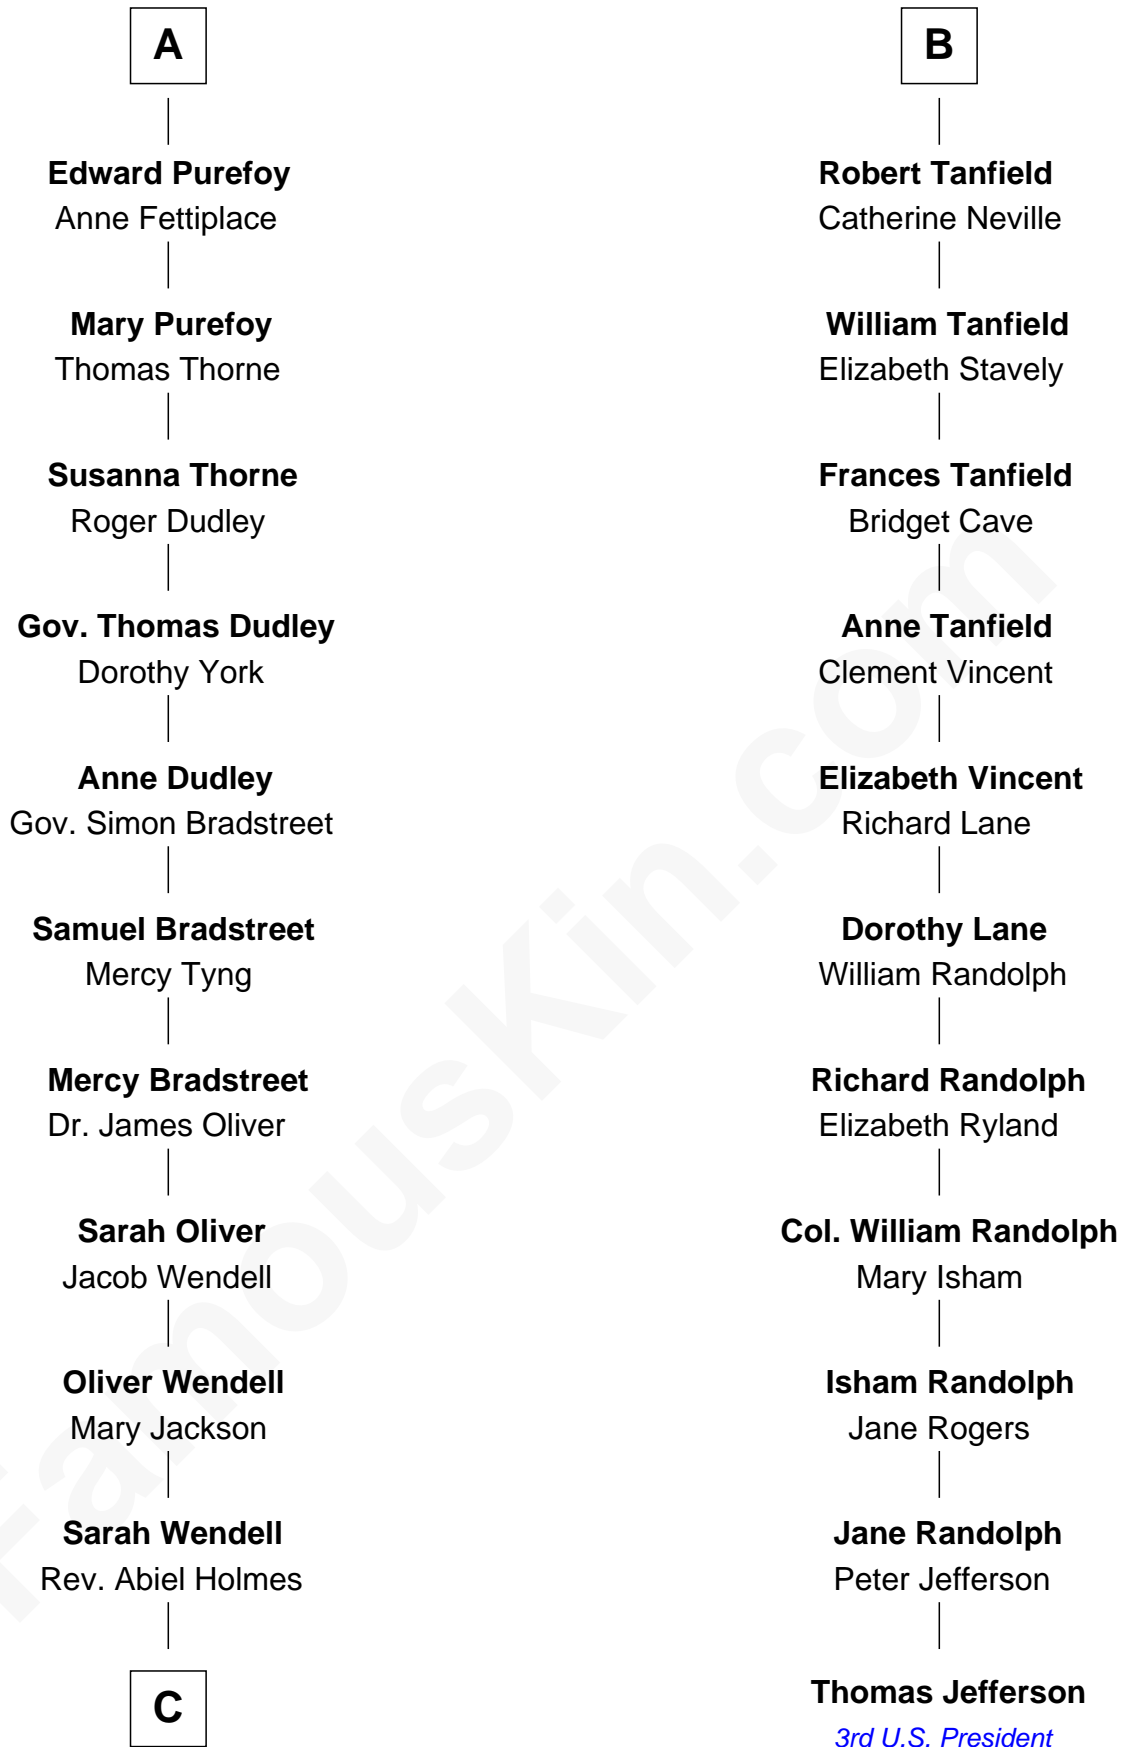 A
Edward Purefoy
Anne Fettiplace
Mary Purefoy
Thomas Thorne
Susanna Thorne
Roger Dudley
Gov. Thomas Dudley
Dorothy York
Anne Dudley
Gov. Simon Bradstreet
Samuel Bradstreet
Mercy Tyng
Mercy Bradstreet
Dr. James Oliver
Sarah Oliver
Jacob Wendell
Oliver Wendell
Mary Jackson
Sarah Wendell
Rev. Abiel Holmes
C
B
Robert Tanfield
Catherine Neville
William Tanfield
Elizabeth Stavely
Frances Tanfield
Bridget Cave
Anne Tanfield
Clement Vincent
Elizabeth Vincent
Richard Lane
Dorothy Lane
William Randolph
Richard Randolph
Elizabeth Ryland
Col. William Randolph
Mary Isham
Isham Randolph
Jane Rogers
Jane Randolph
Peter Jefferson
Thomas Jefferson
3rd U.S. President
FamousKin.com